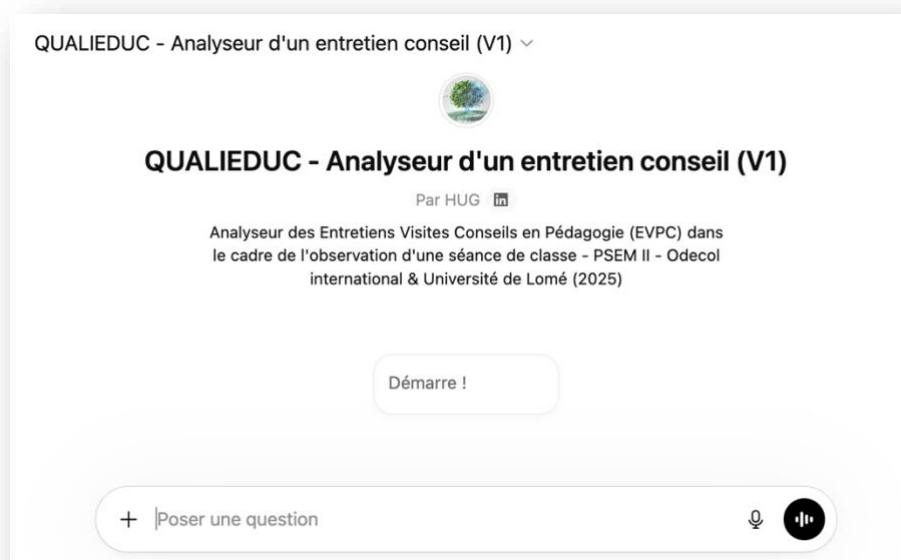 QUALIEDUC - Analyseur d'un entretien conseil (V1)
QUALIEDUC - Analyseur d'un entretien conseil (V1)
Par HUG in
Analyseur des Entretiens Visites Conseils en Pédagogie (EVPC) dans
le cadre de l'observation d'une séance de classe - PSEM II - Odecol
international & Université de Lomé (2025)
Démarre !
Poser une question